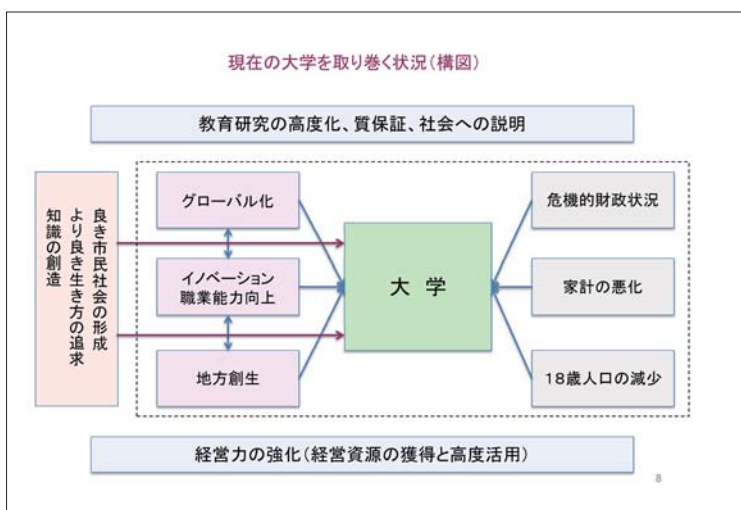 現在の大学を取り巻く状況（構図）
教育研究の高度化、質保証、社会への説明
良き市民社会の形成
より良き生き方の追求
知識の創造
グローバル化
イノベーション
職業能力向上
地方創生
大 学
危機的財政状況
家計の悪化
18歳人口の減少
経営力の強化（経営資源の獲得と高度活用）
8